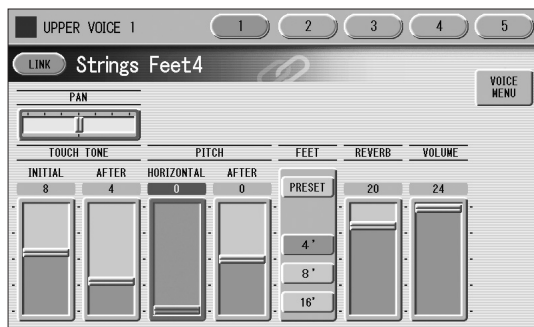 UPPER VOICE 1 1 2 3 4 5
LINK Strings Feet4
VOICE
MENU
PAN
TOUCH TONE PITCH FEET REVERB VOLUME
INITIAL AFTER HORIZONTAL AFTER
8 4 0 0 PRESET 20 24
4'
8'
16'